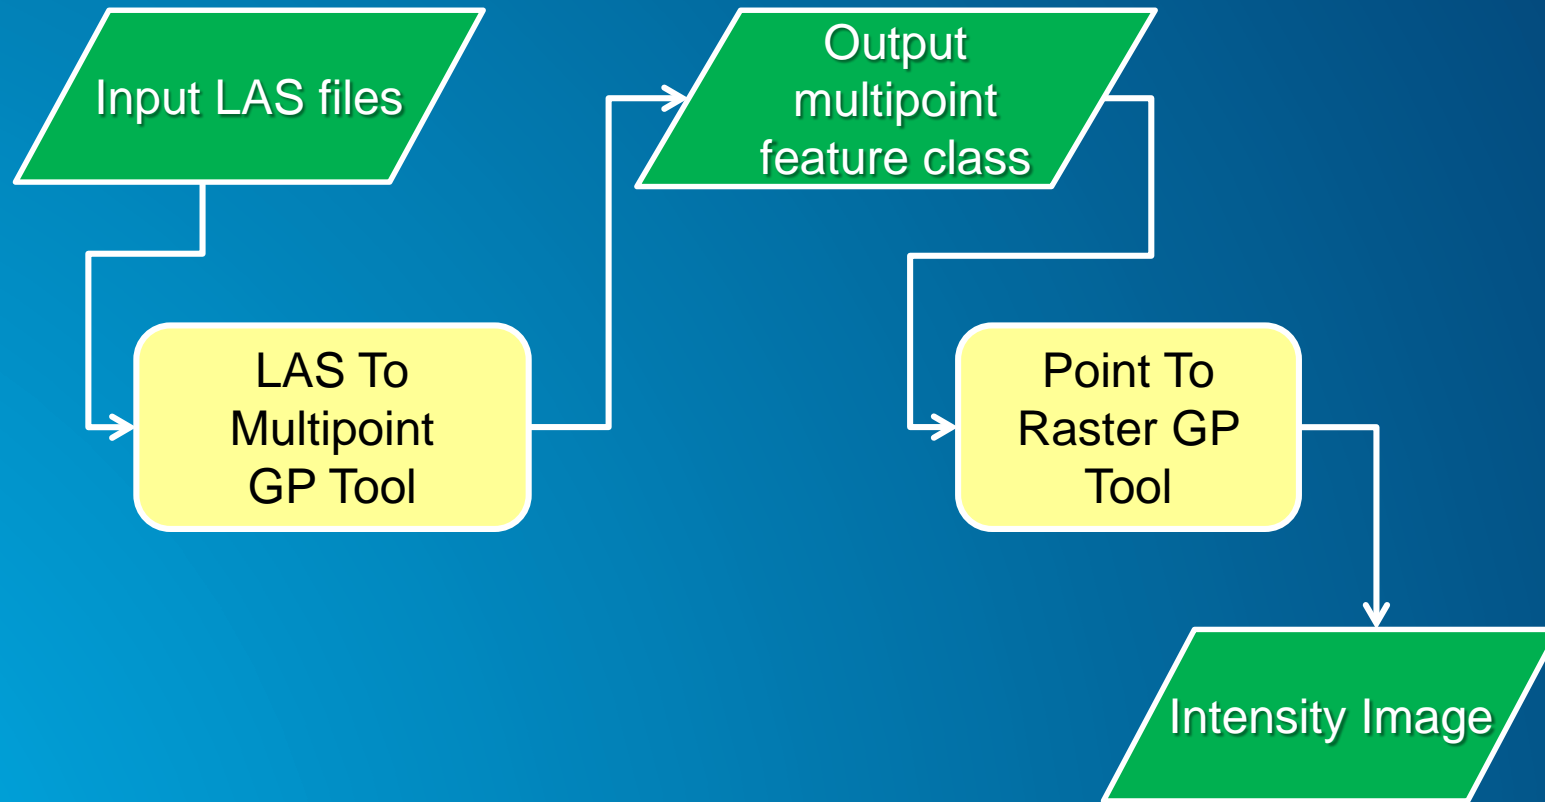 Input LAS files
Output
multipoint
feature class
LAS To
Multipoint
GP Tool
Point To
Raster GP
Tool
Intensity Image